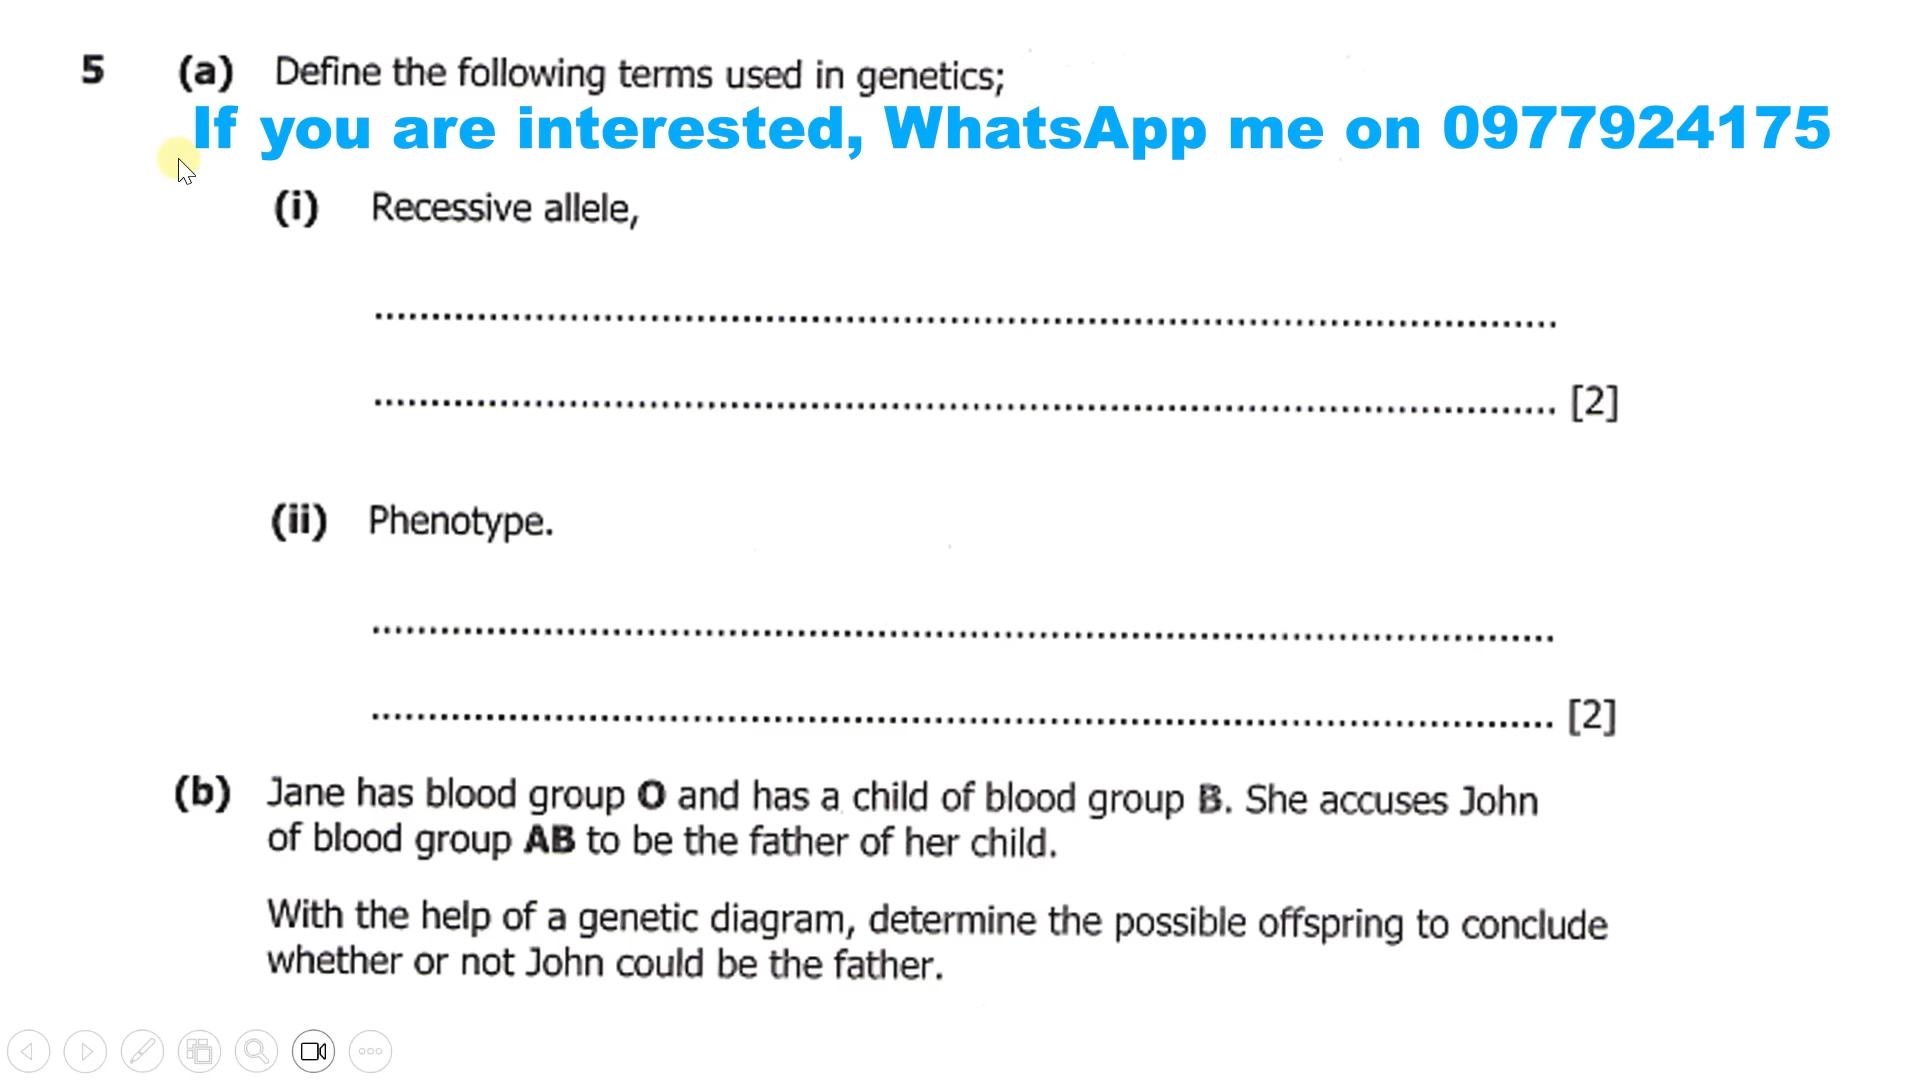 5 (a) Define the following terms used in genetics;
If you are interested, WhatsApp me on 0977924175
(i) Recessive allele,
........................................................................
........................................................................ [2]
(ii) Phenotype.
........................................................................
........................................................................ [2]
(b) Jane has blood group O and has a child of blood group B. She accuses John
of blood group AB to be the father of her child.
With the help of a genetic diagram, determine the possible offspring to conclude
whether or not John could be the father.